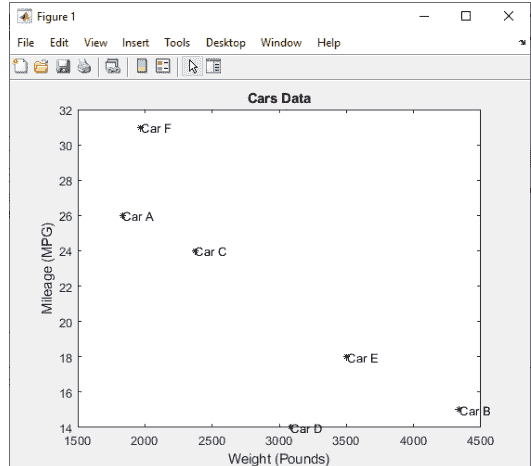 Figure 1
File Edit View Insert Tools Desktop Window Help
Cars Data
Mileage (MPG)
32
30
28
26
24
22
20
18
16
14
Car F
Car A
Car C
Car E
Car B
Car D
1500 2000 2500 3000 3500 4000 4500
Weight (Pounds)